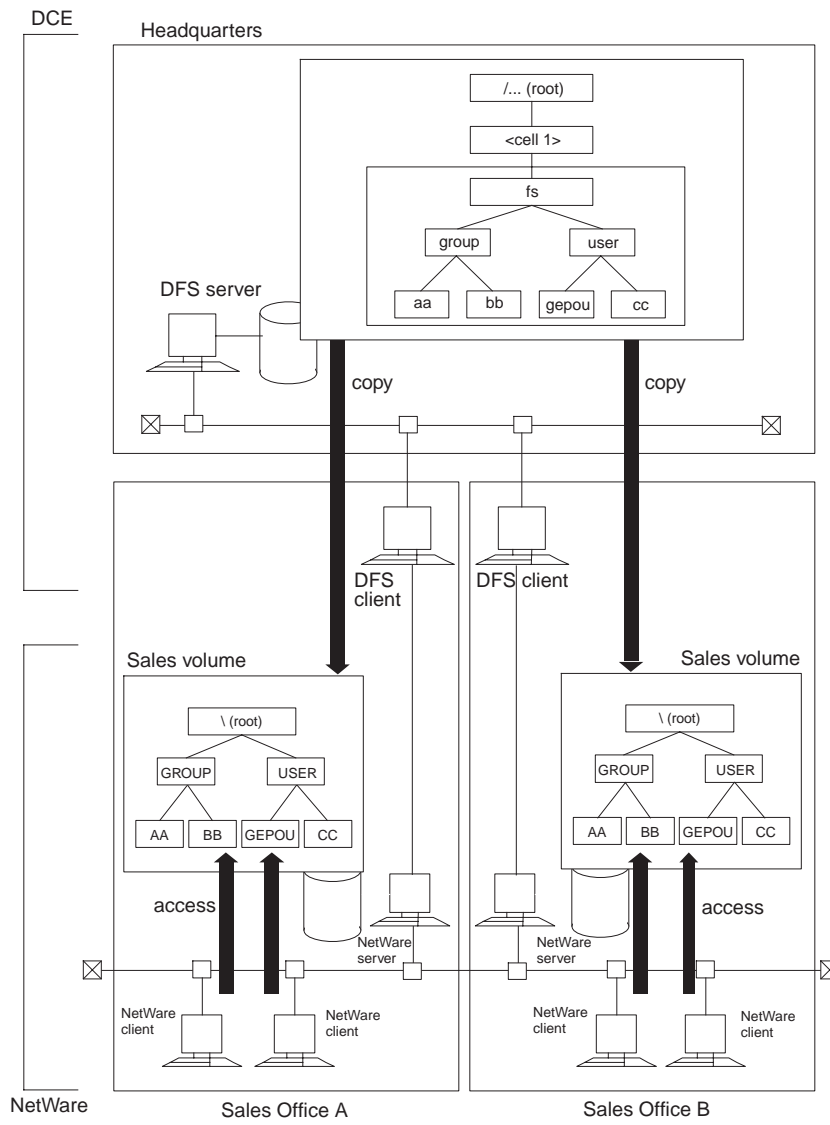 DCE
Headquarters
/... (root)
<cell 1>
fs
group
user
aa
bb
gepou
cc
DFS server
copy
copy
DFS
client
DFS client
Sales volume
Sales volume
\ (root)
GROUP
USER
AA
BB
GEPOU
CC
\ (root)
GROUP
USER
AA
BB
GEPOU
CC
access
access
NetWare
server
NetWare
server
NetWare
client
NetWare
client
NetWare
client
NetWare
client
NetWare
Sales Office A
Sales Office B